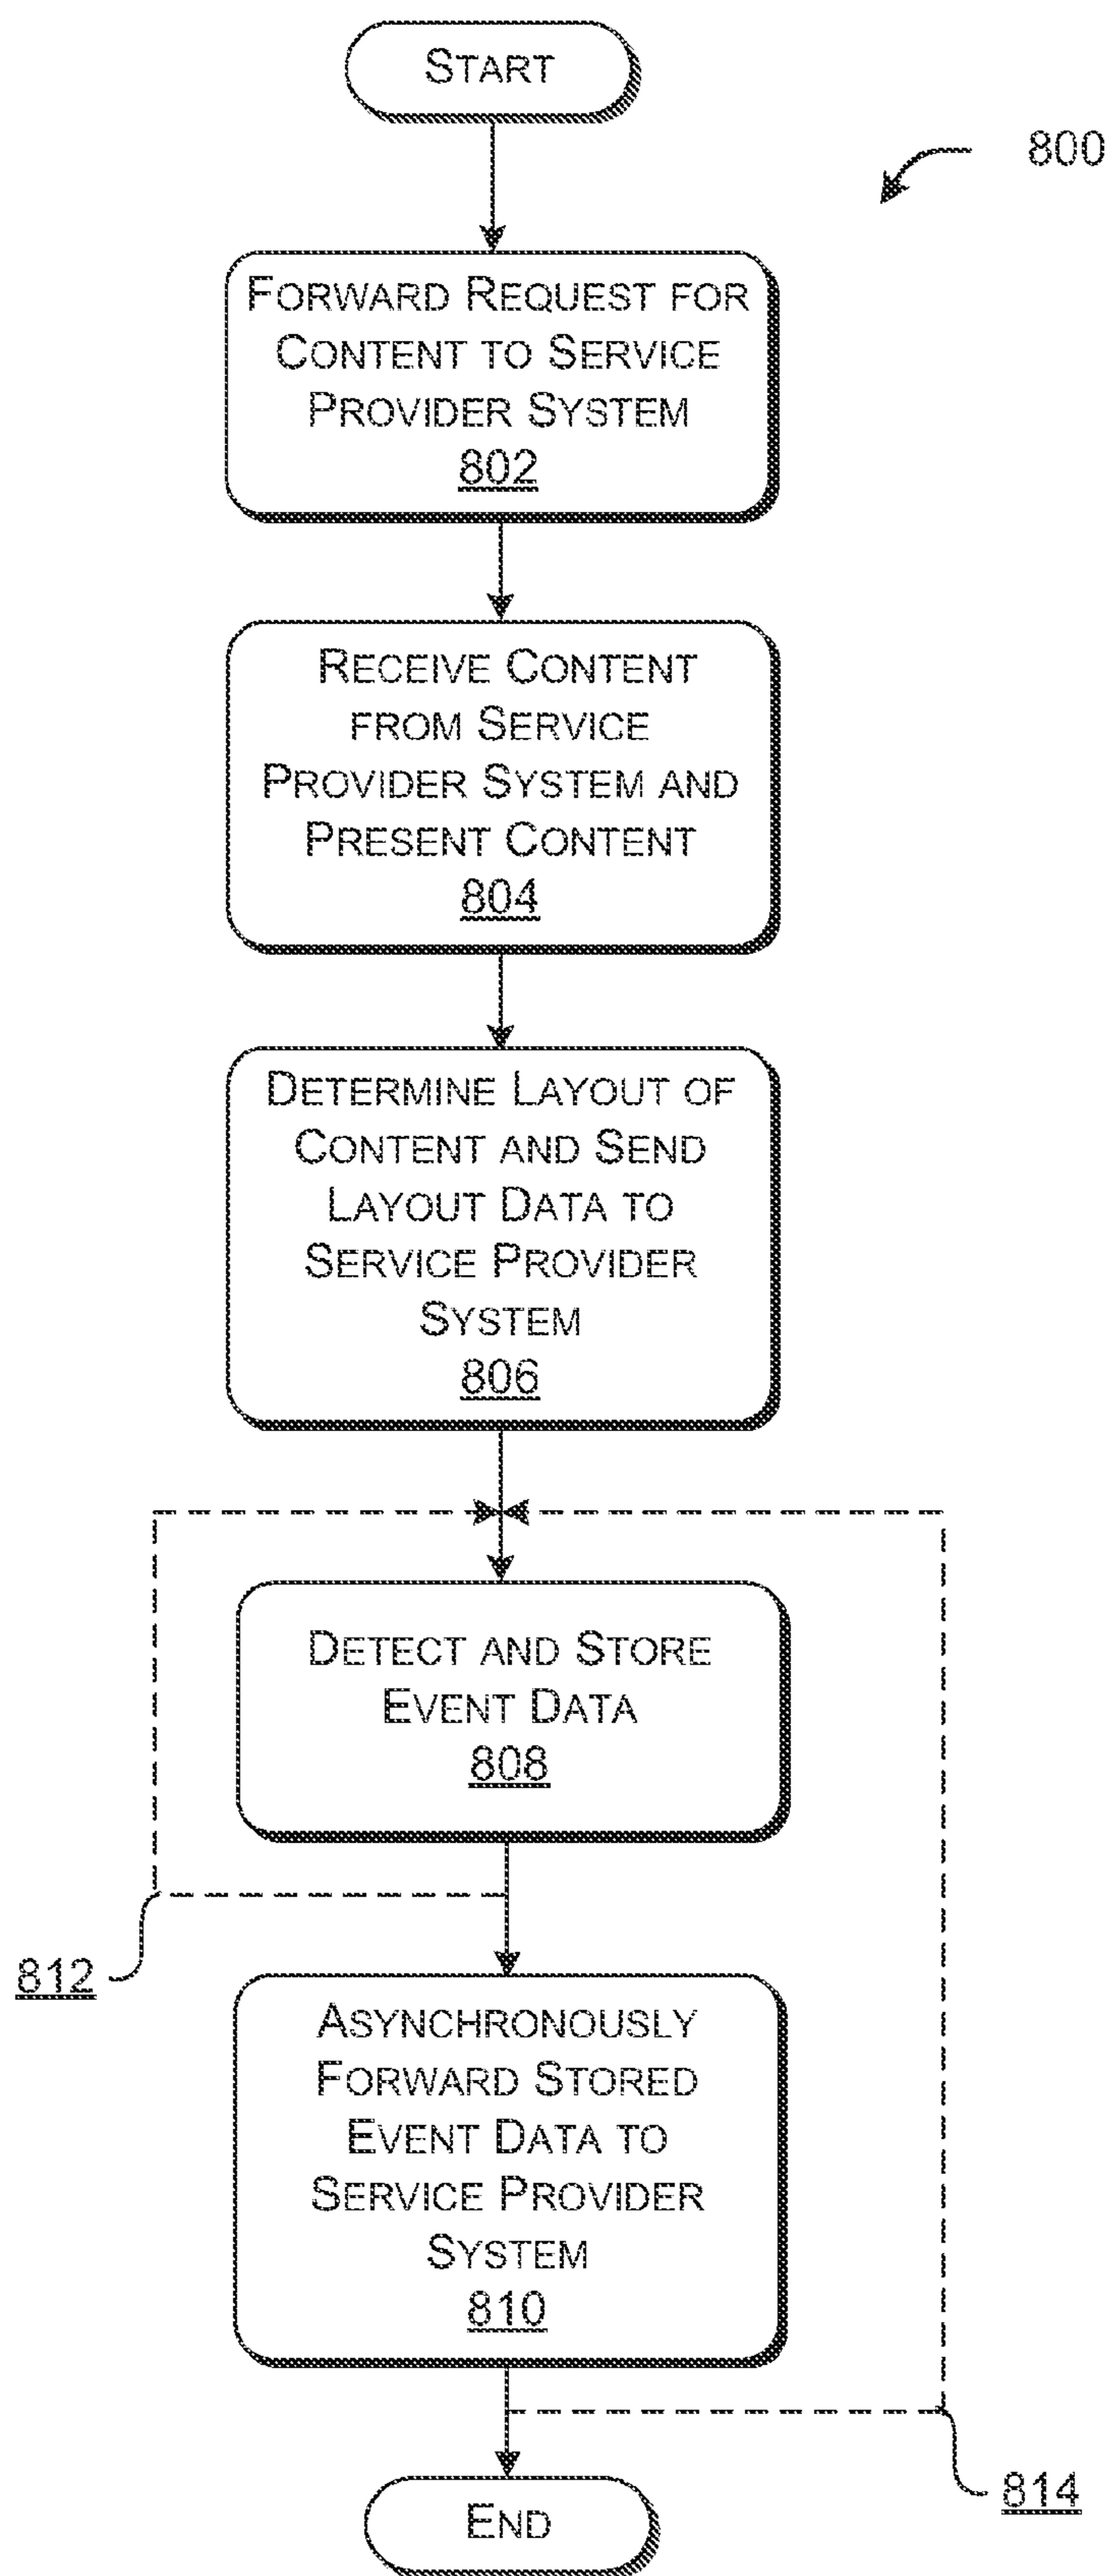 START
800
FORWARD REQUEST FOR
CONTENT TO SERVICE
PROVIDER SYSTEM
802
RECEIVE CONTENT
FROM SERVICE
PROVIDER SYSTEM AND
PRESENT CONTENT
804
DETERMINE LAYOUT OF
CONTENT AND SEND
LAYOUT DATA TO
SERVICE PROVIDER
SYSTEM
806
DETECT AND STORE
EVENT DATA
808
812
ASYNCHRONOUSLY
FORWARD STORED
EVENT DATA TO
SERVICE PROVIDER
SYSTEM
810
814
END